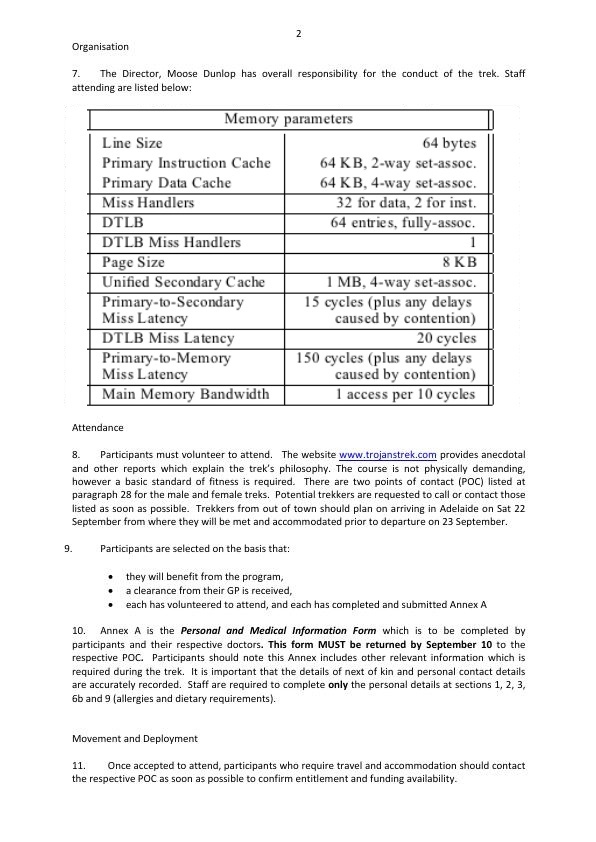 2
Organisation
7. The Director, Moose Dunlop has overall responsibility for the conduct of the trek. Staff
attending are listed below:
Memory parameters
Line Size 64 bytes
Primary Instruction Cache 64 KB, 2-way set-assoc.
Primary Data Cache 64 KB, 4-way set-assoc.
Miss Handlers 32 for data, 2 for inst.
DTLB 64 entries, fully-assoc.
DTLB Miss Handlers 1
Page Size 8 KB
Unified Secondary Cache 1 MB, 4-way set-assoc.
Primary-to-Secondary 15 cycles (plus any delays
Miss Latency caused by contention)
DTLB Miss Latency 20 cycles
Primary-to-Memory 150 cycles (plus any delays
Miss Latency caused by contention)
Main Memory Bandwidth 1 access per 10 cycles
Attendance
8. Participants must volunteer to attend. The website www.trojanstrek.com provides anecdotal
and other reports which explain the trek's philosophy. The course is not physically demanding,
however a basic standard of fitness is required. There are two points of contact (POC) listed at
paragraph 28 for the male and female treks. Potential trekkers are requested to call or contact those
listed as soon as possible. Trekkers from out of town should plan on arriving in Adelaide on Sat 22
September from where they will be met and accommodated prior to departure on 23 September.
9. Participants are selected on the basis that:
• they will benefit from the program,
• a clearance from their GP is received,
• each has volunteered to attend, and each has completed and submitted Annex A
10. Annex A is the Personal and Medical Information Form which is to be completed by
participants and their respective doctors. This form MUST be returned by September 10 to the
respective POC. Participants should note this Annex includes other relevant information which is
required during the trek. It is important that the details of next of kin and personal contact details
are accurately recorded. Staff are required to complete only the personal details at sections 1, 2, 3,
6b and 9 (allergies and dietary requirements).
Movement and Deployment
11. Once accepted to attend, participants who require travel and accommodation should contact
the respective POC as soon as possible to confirm entitlement and funding availability.